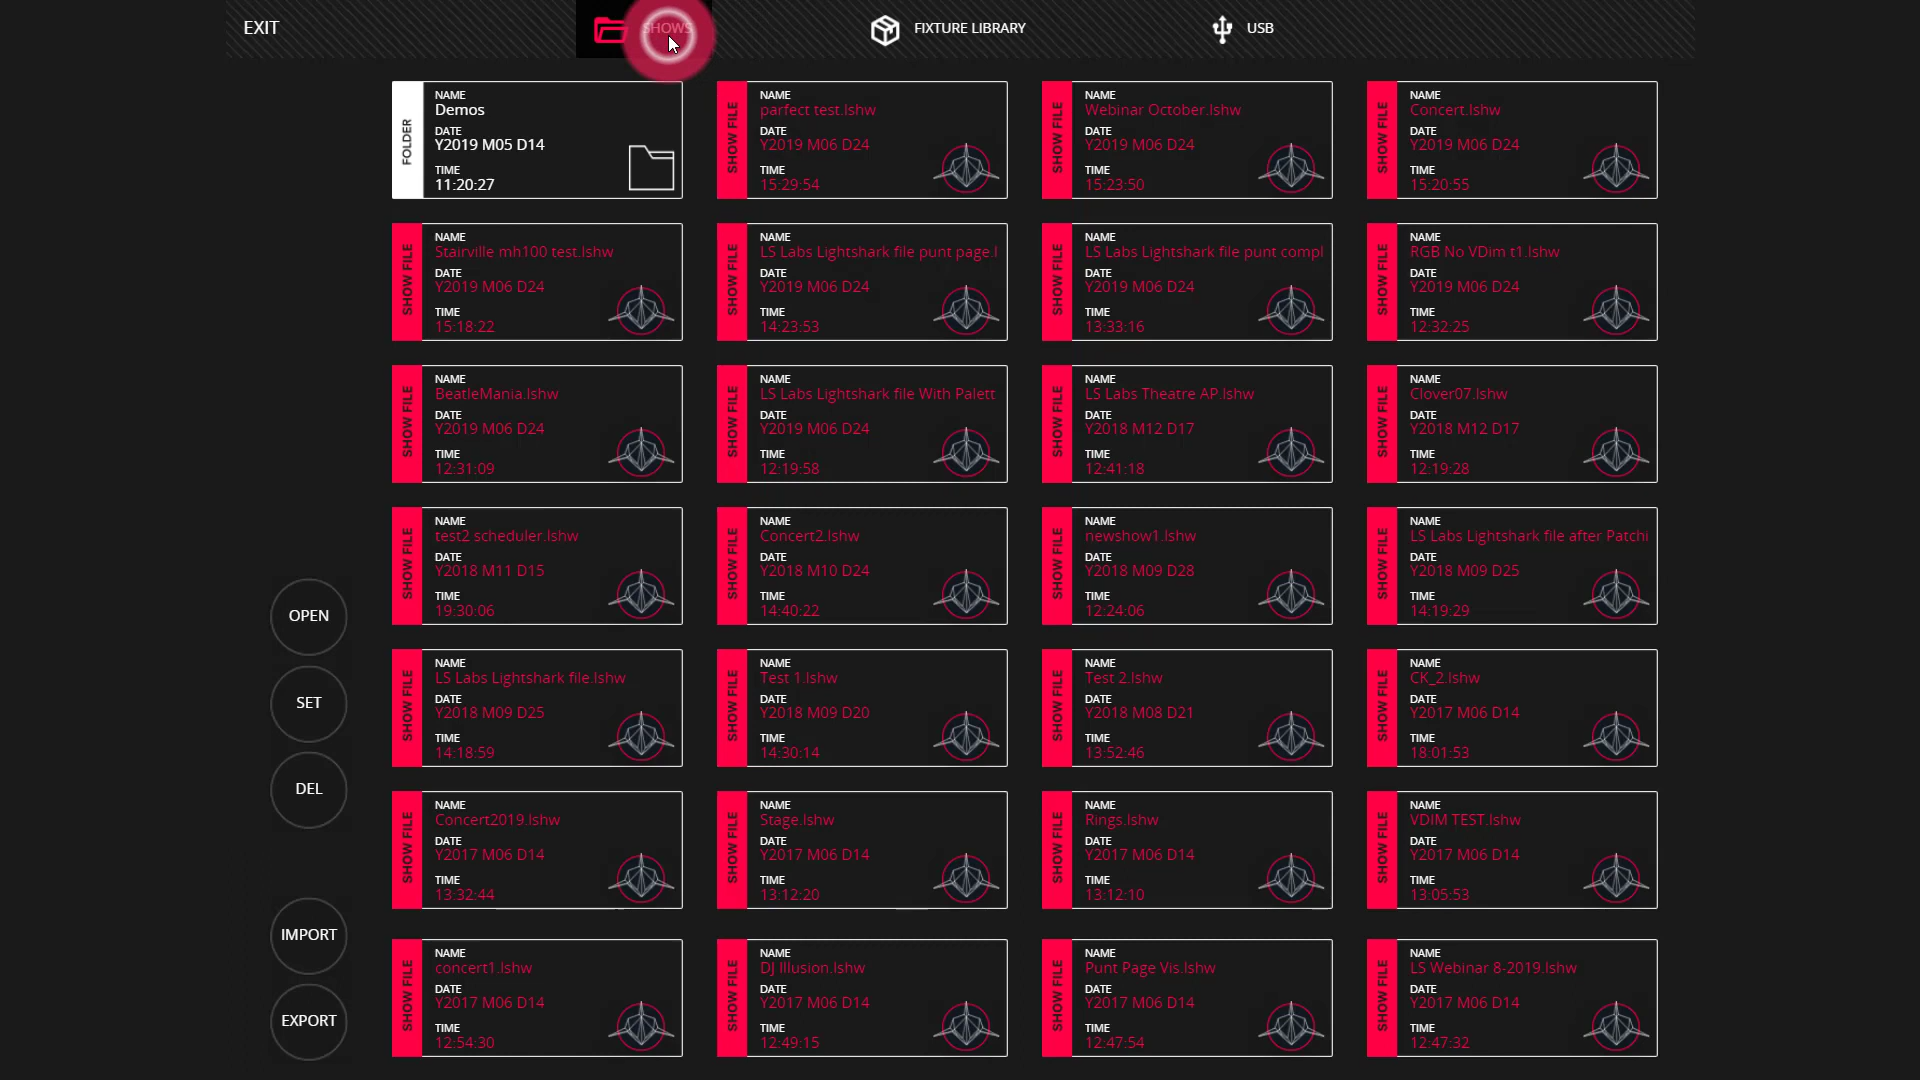 EXIT
SHOWS
FIXTURE LIBRARY
USB
FOLDER
NAME
Demos
DATE
Y2019 M05 D14
TIME
11:20:27
SHOW FILE
NAME
parfect test.lshw
DATE
Y2019 M06 D24
TIME
15:29:54
SHOW FILE
NAME
Webinar October.lshw
DATE
Y2019 M06 D24
TIME
15:23:50
SHOW FILE
NAME
Concert.lshw
DATE
Y2019 M06 D24
TIME
15:20:55
SHOW FILE
NAME
Stairville mh100 test.lshw
DATE
Y2019 M06 D24
TIME
15:18:22
SHOW FILE
NAME
LS Labs Lightshark file punt page.l
DATE
Y2019 M06 D24
TIME
14:23:53
SHOW FILE
NAME
LS Labs Lightshark file punt compl
DATE
Y2019 M06 D24
TIME
13:33:16
SHOW FILE
NAME
RGB No VDim t1.lshw
DATE
Y2019 M06 D24
TIME
12:32:25
SHOW FILE
NAME
BeatleMania.lshw
DATE
Y2019 M06 D24
TIME
12:31:09
SHOW FILE
NAME
LS Labs Lightshark file With Palett
DATE
Y2019 M06 D24
TIME
12:19:58
SHOW FILE
NAME
LS Labs Theatre AP.lshw
DATE
Y2018 M12 D17
TIME
12:41:18
SHOW FILE
NAME
Clover07.lshw
DATE
Y2018 M12 D17
TIME
12:19:28
SHOW FILE
NAME
test2 scheduler.lshw
DATE
Y2018 M11 D15
TIME
19:30:06
SHOW FILE
NAME
Concert2.lshw
DATE
Y2018 M10 D24
TIME
14:40:22
SHOW FILE
NAME
newshow1.lshw
DATE
Y2018 M09 D28
TIME
12:24:06
SHOW FILE
NAME
LS Labs Lightshark file after Patchi
DATE
Y2018 M09 D25
TIME
14:19:29
SHOW FILE
NAME
LS Labs Lightshark file.lshw
DATE
Y2018 M09 D25
TIME
14:18:59
SHOW FILE
NAME
Test 1.lshw
DATE
Y2018 M09 D20
TIME
14:30:14
SHOW FILE
NAME
Test 2.lshw
DATE
Y2018 M08 D21
TIME
13:52:46
SHOW FILE
NAME
CK_2.lshw
DATE
Y2017 M06 D14
TIME
18:01:53
SHOW FILE
NAME
Concert2019.lshw
DATE
Y2017 M06 D14
TIME
13:32:44
SHOW FILE
NAME
Stage.lshw
DATE
Y2017 M06 D14
TIME
13:12:20
SHOW FILE
NAME
Rings.lshw
DATE
Y2017 M06 D14
TIME
13:12:10
SHOW FILE
NAME
VDIM TEST.lshw
DATE
Y2017 M06 D14
TIME
13:05:53
SHOW FILE
NAME
concert1.lshw
DATE
Y2017 M06 D14
TIME
12:54:30
SHOW FILE
NAME
DJ Illusion.lshw
DATE
Y2017 M06 D14
TIME
12:49:15
SHOW FILE
NAME
Punt Page Vis.lshw
DATE
Y2017 M06 D14
TIME
12:47:54
SHOW FILE
NAME
LS Webinar 8-2019.lshw
DATE
Y2017 M06 D14
TIME
12:47:32
OPEN
SET
DEL
IMPORT
EXPORT